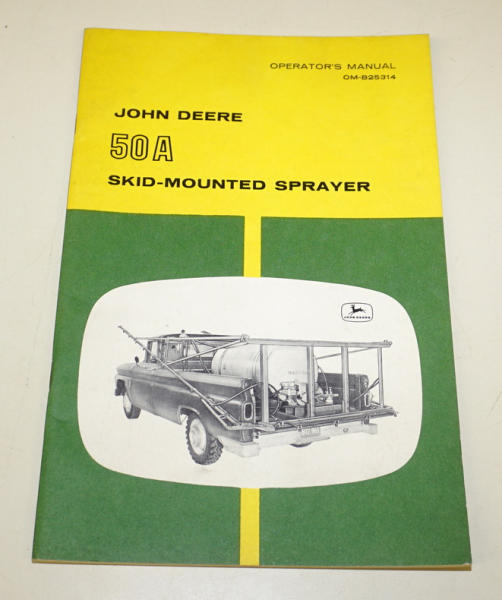 OPERATOR'S MANUAL
OM-B25314
JOHN DEERE
50A
SKID-MOUNTED SPRAYER
JOHN DEERE